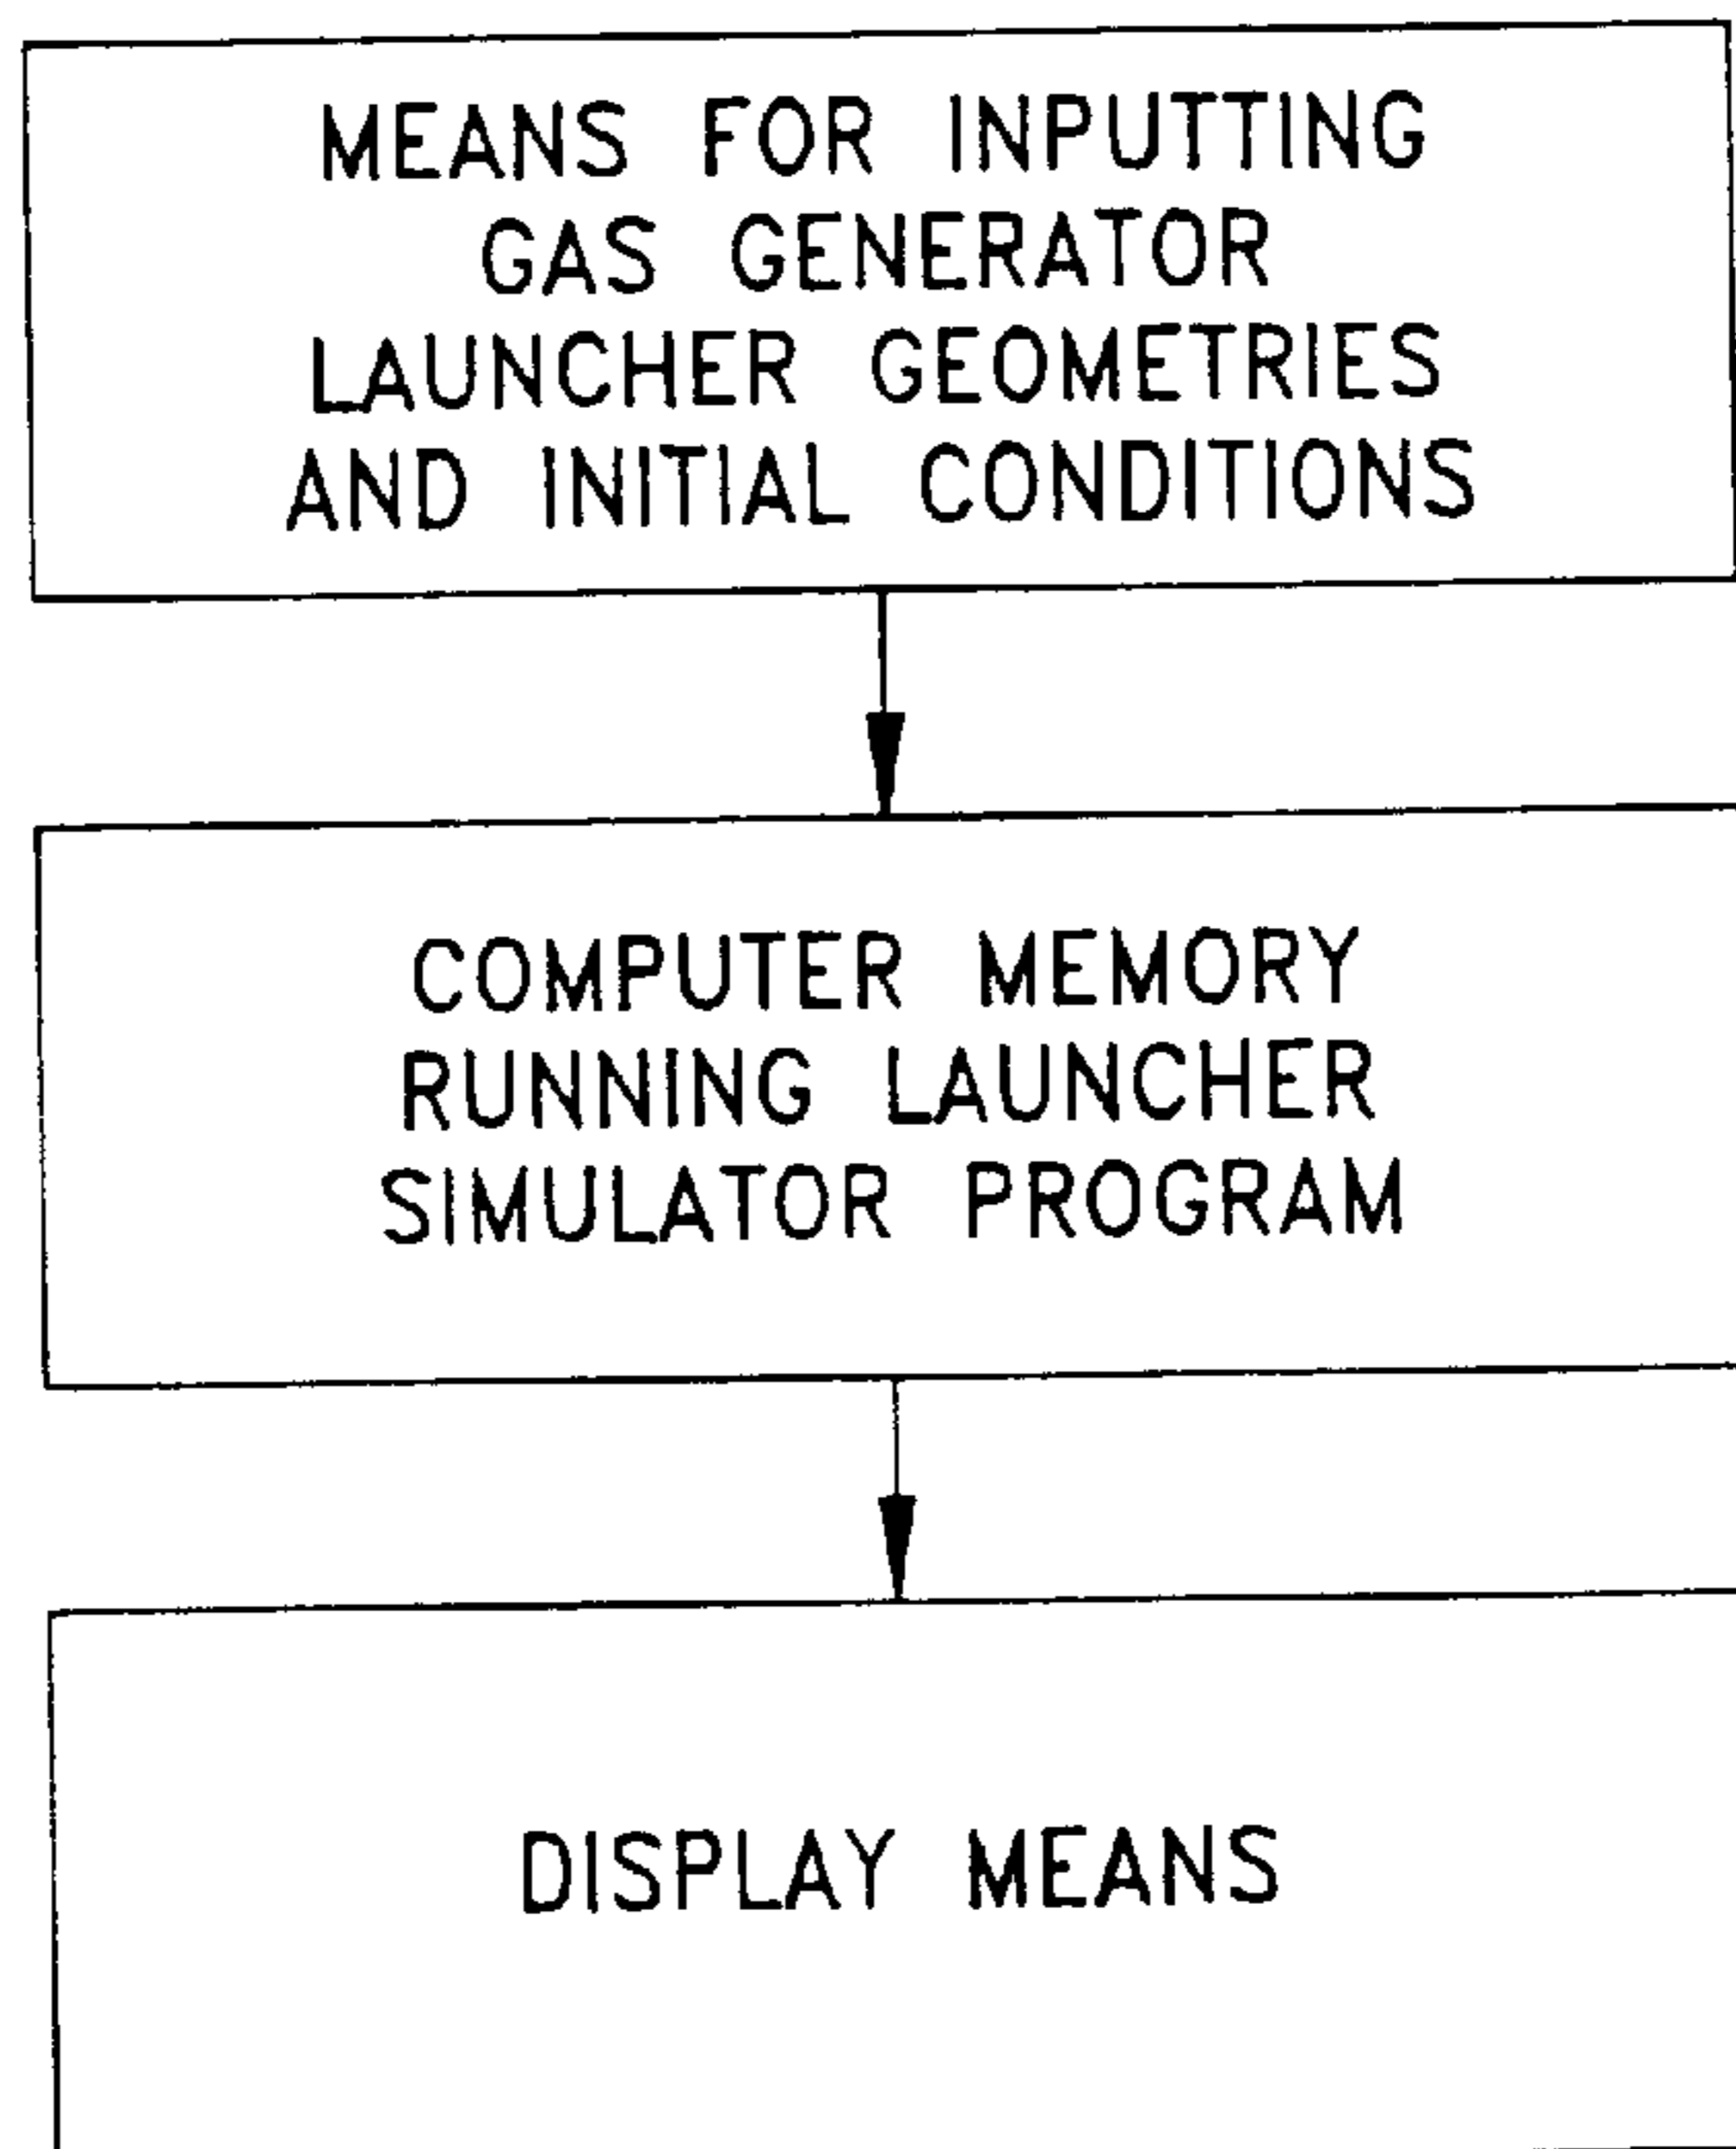 MEANS FOR INPUTTING
GAS GENERATOR
LAUNCHER GEOMETRIES
AND INITIAL CONDITIONS
COMPUTER MEMORY
RUNNING LAUNCHER
SIMULATOR PROGRAM
DISPLAY MEANS